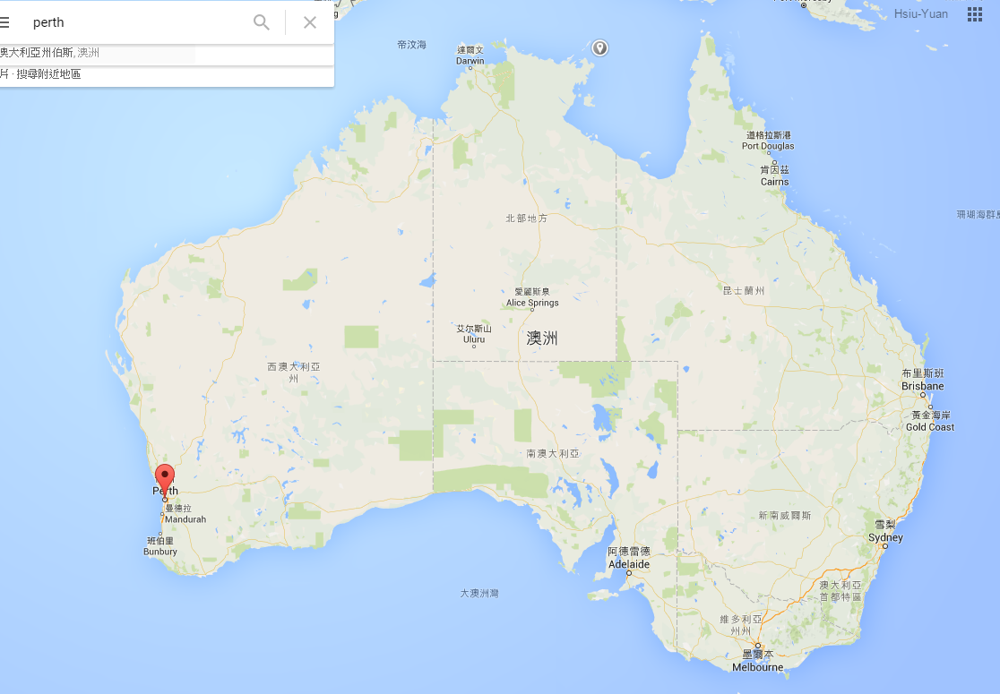 perth
Hsiu-Yuan
澳大利亞州伯斯, 澳洲
片 · 搜尋附近地區
帝汶海
達爾文
Darwin
道格拉斯港
Port Douglas
肯因茲
Cairns
珊瑚海群島
北部地方
昆士蘭州
愛麗斯泉
Alice Springs
艾尔斯山
Uluru
澳洲
西澳大利亞
州
布里斯班
Brisbane
黃金海岸
Gold Coast
南澳大利亞
Perth
曼德拉
Mandurah
班伯里
Bunbury
新南威爾斯
雪梨
Sydney
阿德雷德
Adelaide
大澳洲灣
澳大利亞
首都特區
維多利亞
州州
墨爾本
Melbourne